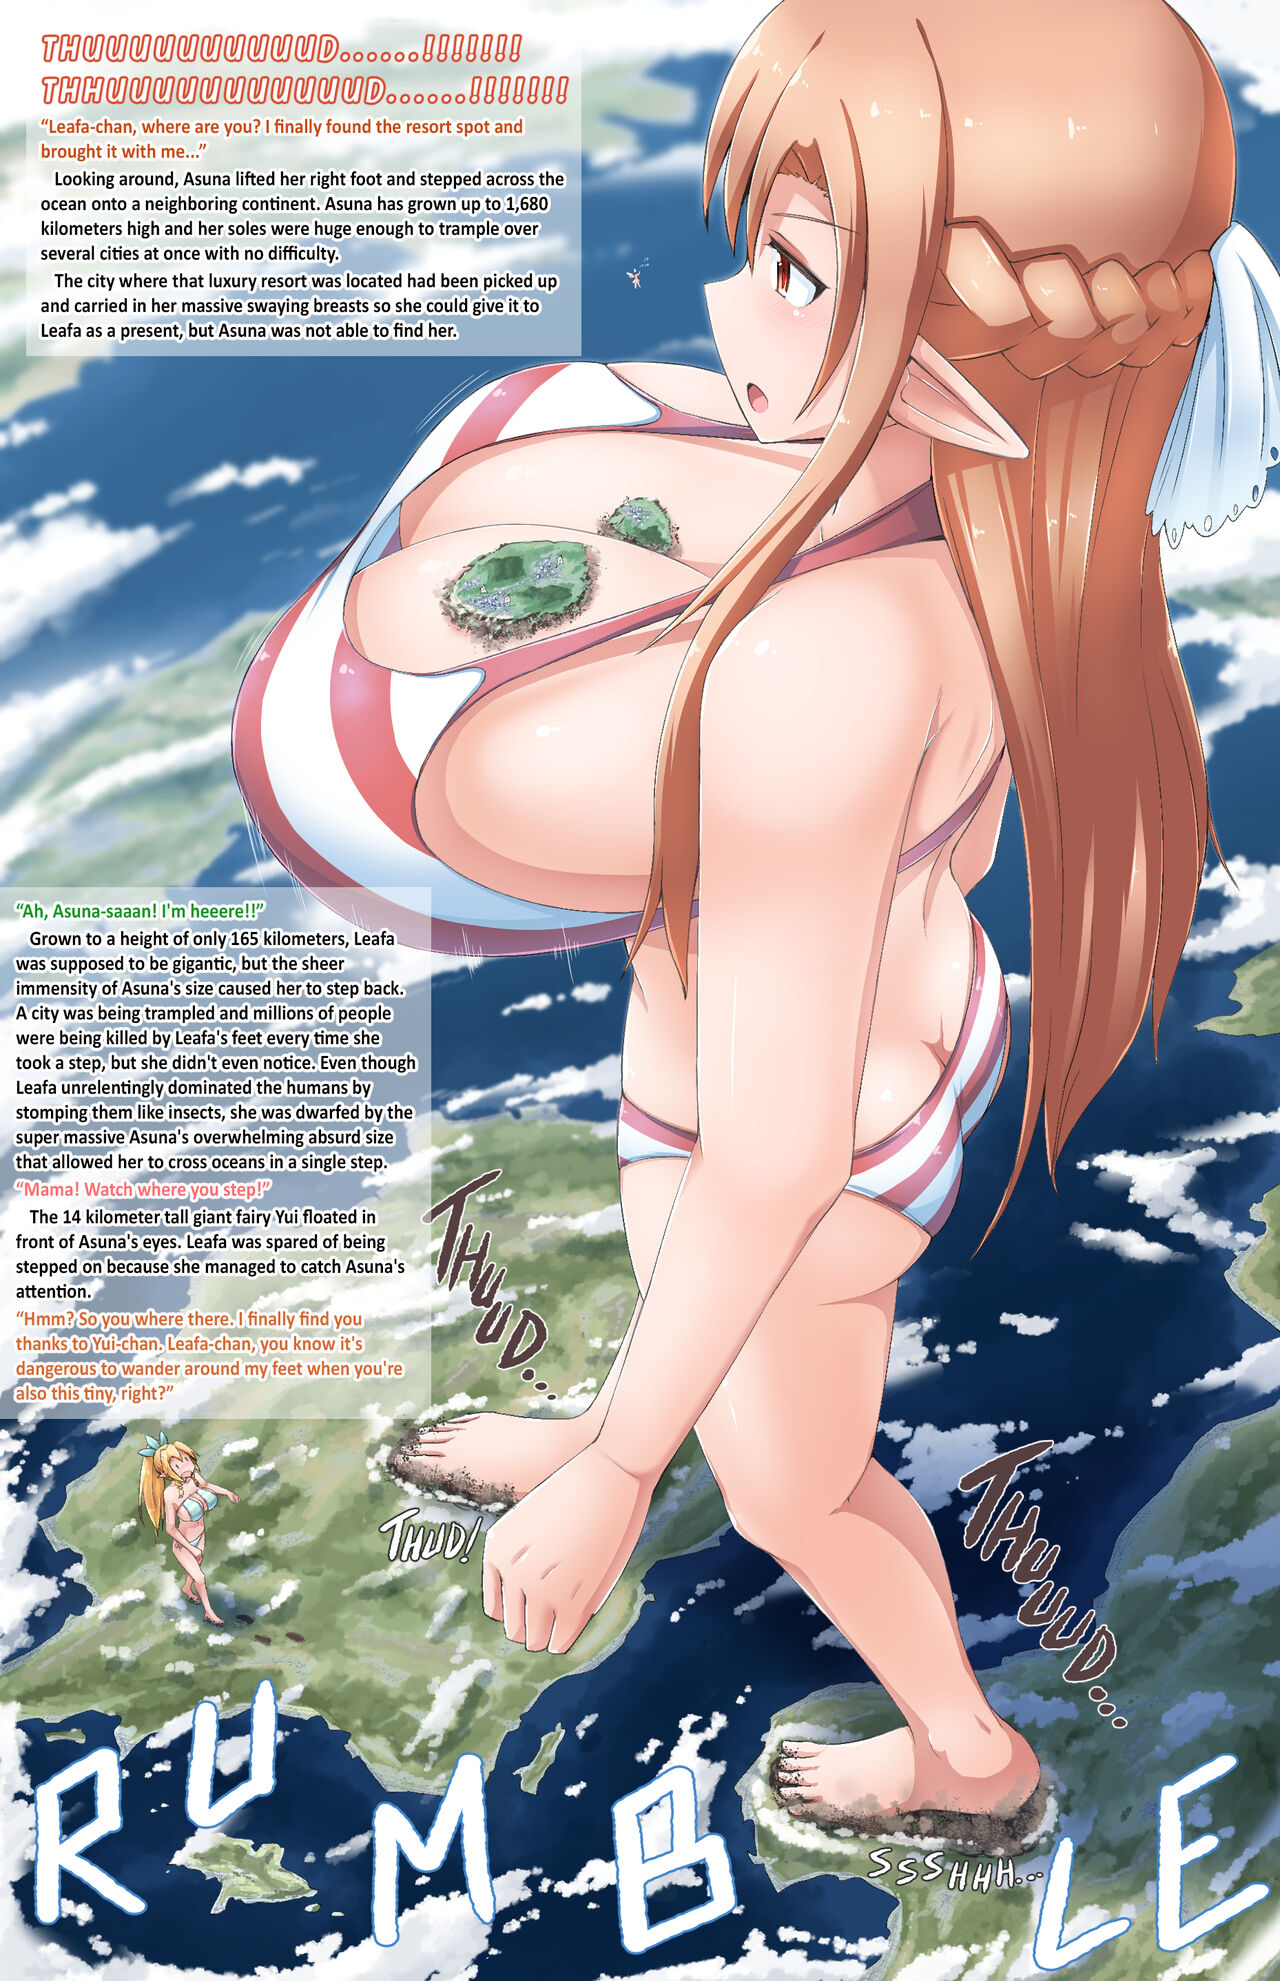 THUUUUUUUUUUUD......!!!!!!!
THHUUUUUUUUUUUUD......!!!!!!!
“Leafa-chan, where are you? I finally found the resort spot and
brought it with me...”
Looking around, Asuna lifted her right foot and stepped across the
ocean onto a neighboring continent. Asuna has grown up to 1,680
kilometers high and her soles were huge enough to trample over
several cities at once with no difficulty.
The city where that luxury resort was located had been picked up
and carried in her massive swaying breasts so she could give it to
Leafa as a present, but Asuna was not able to find her.
“Ah, Asuna-saaan! I'm heeere!!”
Grown to a height of only 165 kilometers, Leafa
was supposed to be gigantic, but the sheer
immensity of Asuna's size caused her to step back.
A city was being trampled and millions of people
were being killed by Leafa's feet every time she
took a step, but she didn't even notice. Even though
Leafa unrelentingly dominated the humans by
stomping them like insects, she was dwarfed by the
super massive Asuna's overwhelming absurd size
that allowed her to cross oceans in a single step.
“Mama! Watch where you step!”
The 14 kilometer tall giant fairy Yui floated in
front of Asuna's eyes. Leafa was spared of being
stepped on because she managed to catch Asuna's
attention.
“Hmm? So you where there. I finally find you
thanks to Yui-chan. Leafa-chan, you know it's
dangerous to wander around my feet when you're
also this tiny, right?”
THUUD...
THUD!
THUUUD...
SSSHHH...
RUMBLE